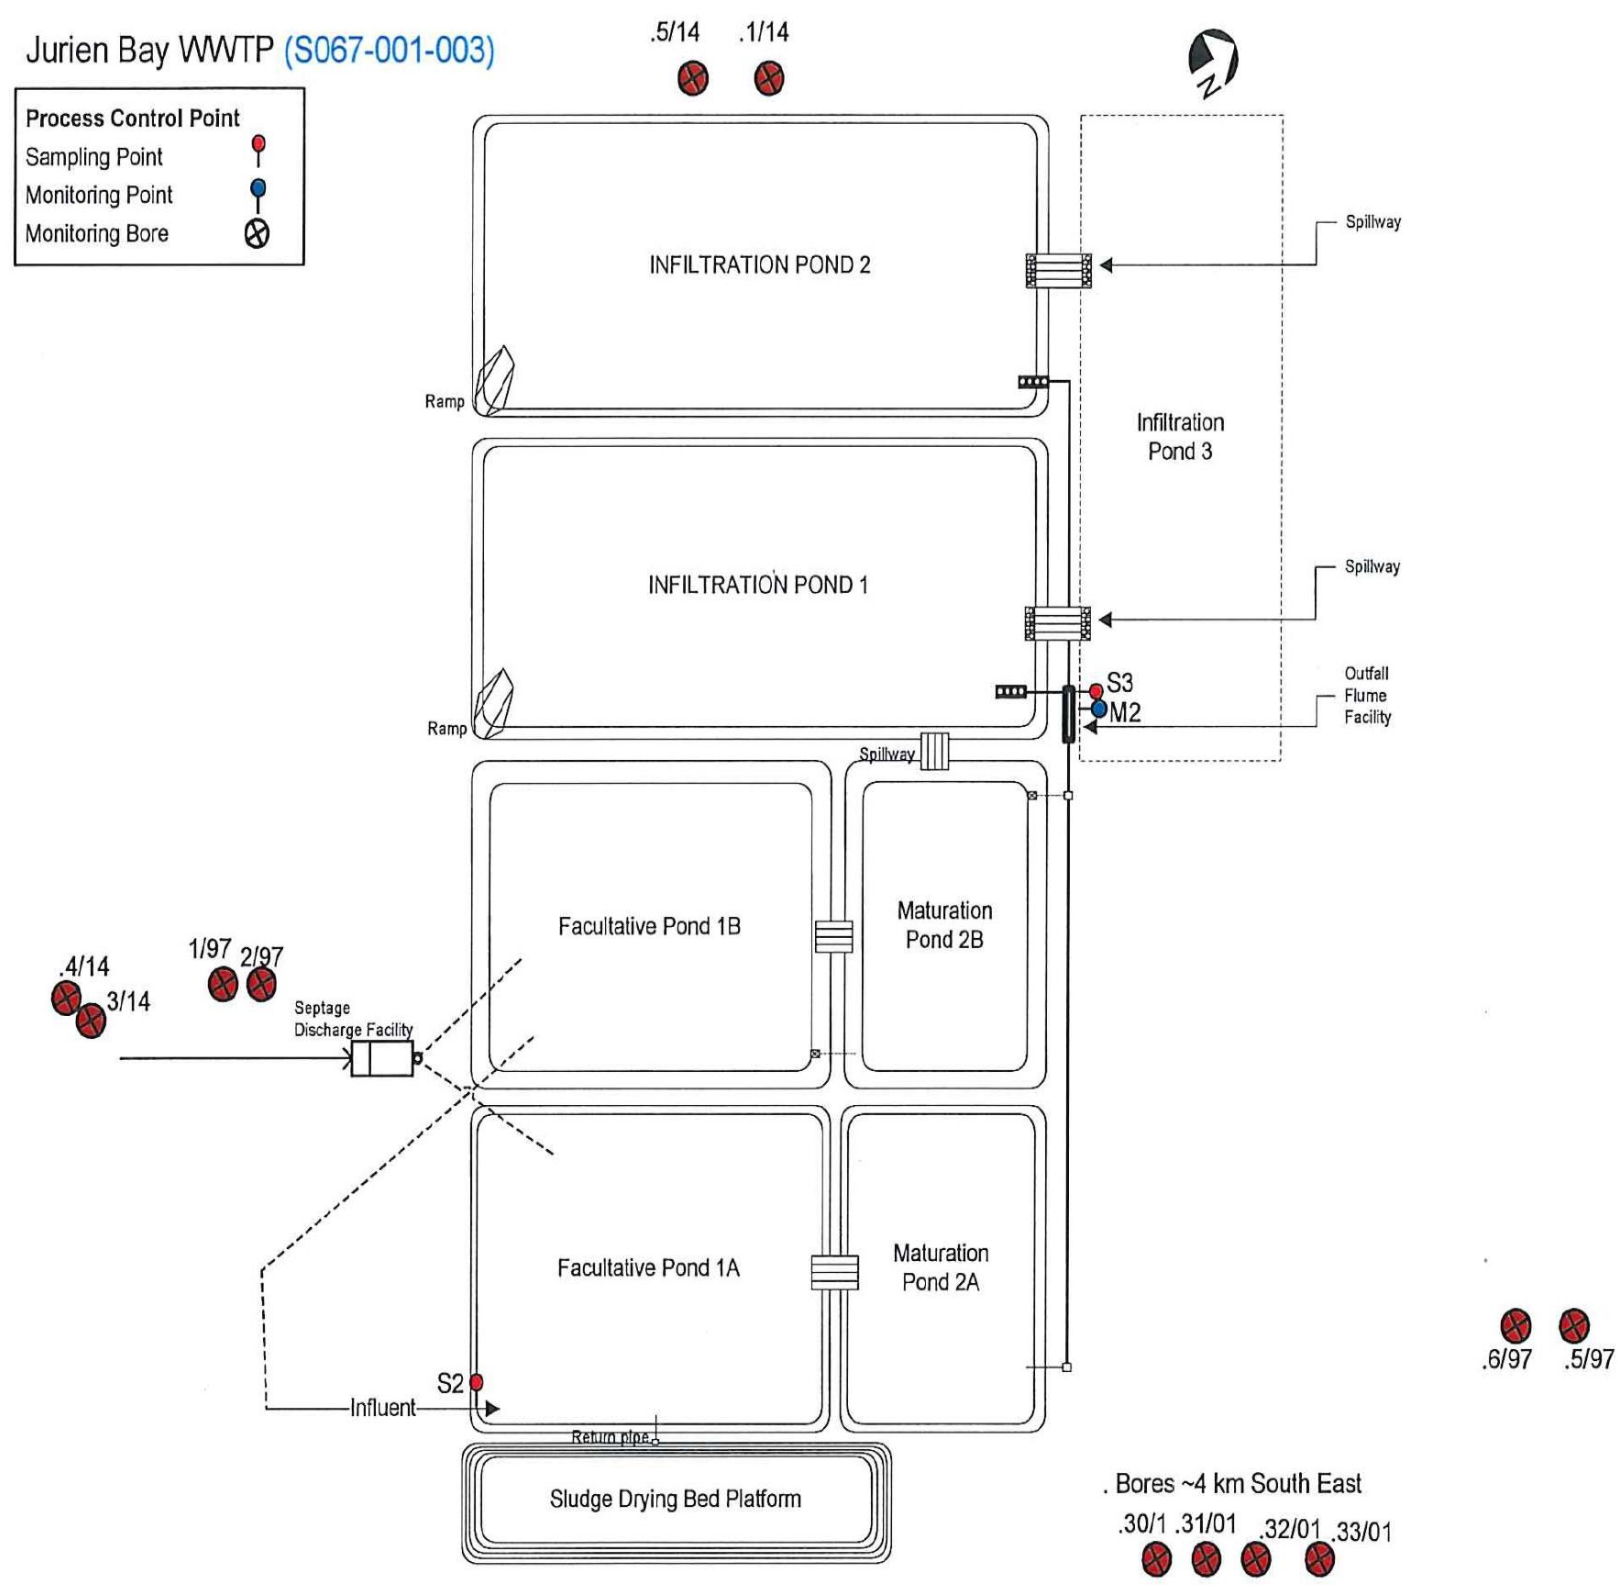 Jurien Bay WWTP (S067-001-003)
Process Control Point
Sampling Point
Monitoring Point
Monitoring Bore
.5/14
.1/14
N
INFILTRATION POND 2
Spillway
Ramp
Infiltration
Pond 3
INFILTRATION POND 1
Spillway
Ramp
S3
M2
Outfall
Flume
Facility
Spillway
Facultative Pond 1B
Maturation
Pond 2B
.4/14
3/14
1/97
2/97
Septage
Discharge Facility
Facultative Pond 1A
Maturation
Pond 2A
S2
Influent
Return pipe
Sludge Drying Bed Platform
.6/97
.5/97
. Bores ~4 km South East
.30/1
.31/01
.32/01
.33/01